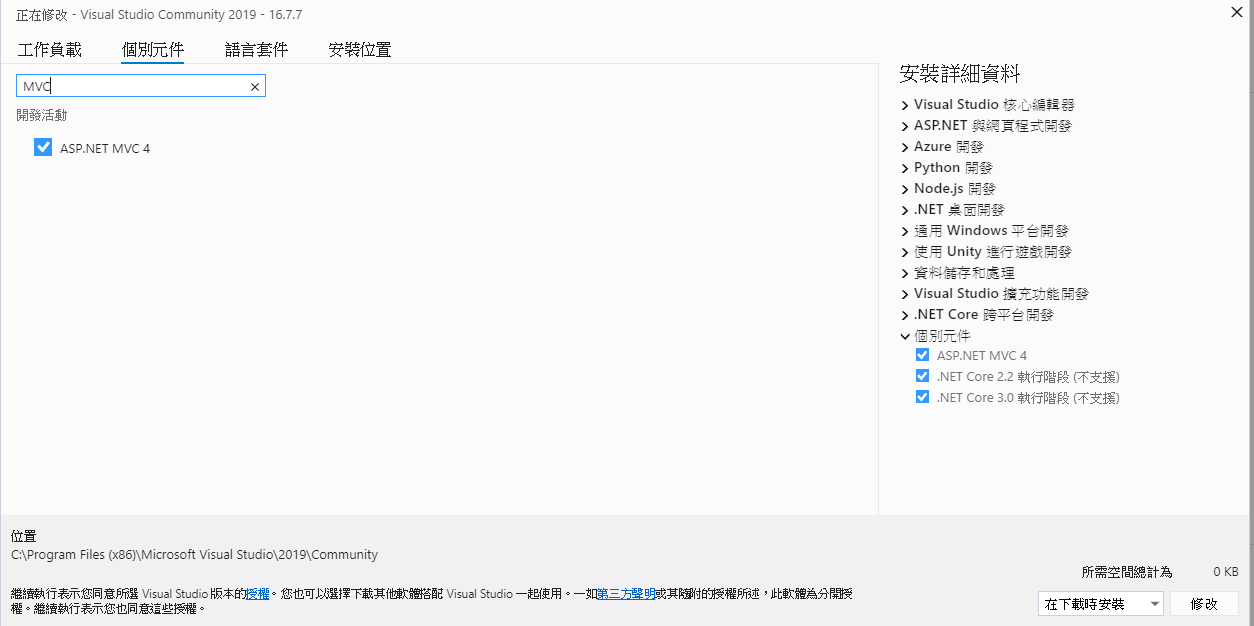 正在修改 - Visual Studio Community 2019 - 16.7.7
工作負載 個別元件 語言套件 安裝位置
MVC
開發活動
ASP.NET MVC 4
安裝詳細資料
Visual Studio 核心編輯器
ASP.NET 與網頁程式開發
Azure 開發
Python 開發
Node.js 開發
.NET 桌面開發
通用 Windows 平台開發
使用 Unity 進行遊戲開發
資料儲存和處理
Visual Studio 擴充功能開發
.NET Core 跨平台開發
個別元件
ASP.NET MVC 4
.NET Core 2.2 執行階段 (不支援)
.NET Core 3.0 執行階段 (不支援)
位置
C:\Program Files (x86)\Microsoft Visual Studio\2019\Community
所需空間總計為 0 KB
繼續執行表示您同意所選 Visual Studio 版本的授權。您也可以選擇下載其他軟體搭配 Visual Studio 一起使用。一如第三方聲明或其隨附的授權所述，此軟體為分開授
權。繼續執行表示您也同意這些授權。
在下載時安裝 修改